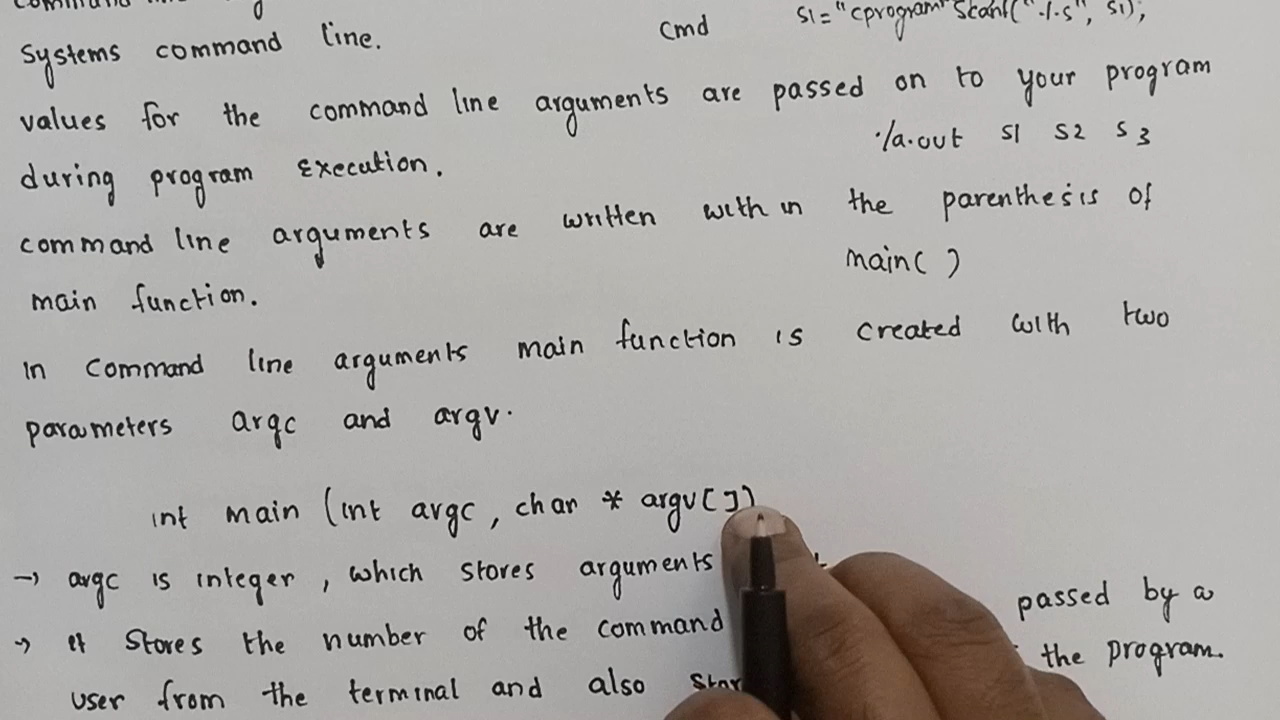 systems command line. cmd s1="cprogram" scanf("%s", s1);
values for the command line arguments are passed on to your program
during program execution. ./a.out s1 s2 s3
command line arguments are written with in the parenthesis of
main function. main( )
In command line arguments main function is created with two
parameters argc and argv.
int main (int argc, char * argv[])
→ argc is integer, which stores arguments
→ It stores the number of the command passed by a
user from the terminal and also the program.